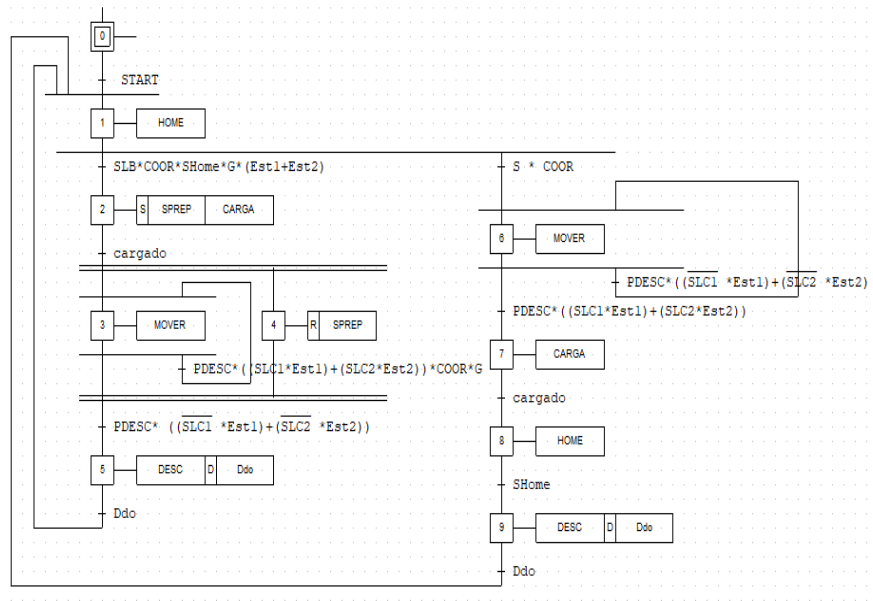 0
START
1 HOME
SLB*COOR*SHome*G*(Est1+Est2)
S * COOR
2 S SPREP CARGA
6 MOVER
cargado
PDESC*((SLC1 *Est1)+(SLC2 *Est2)
3 MOVER
4 R SPREP
PDESC*((SLC1*Est1)+(SLC2*Est2))
7 CARGA
PDESC*((SLC1*Est1)+(SLC2*Est2))*COOR*G
cargado
PDESC* ((SLC1 *Est1)+(SLC2 *Est2))
8 HOME
5 DESC D Ddo
SHome
Ddo
9 DESC D Ddo
Ddo